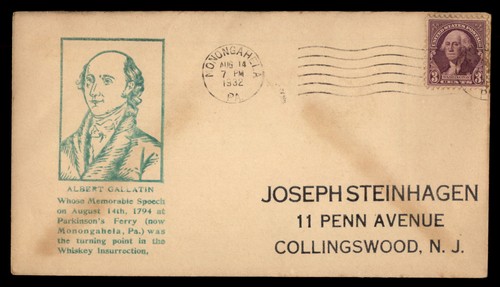 MONONGAHELA
AUG 14
7 PM
1932
PA.
UNITED STATES POSTAGE
3 3
CENTS
ALBERT GALLATIN
Whose Memorable Speech
on August 14th, 1794 at
Parkinson's Ferry (now
Monongahela, Pa.) was
the turning point in the
Whiskey Insurrection.
JOSEPH STEINHAGEN
11 PENN AVENUE
COLLINGSWOOD, N. J.